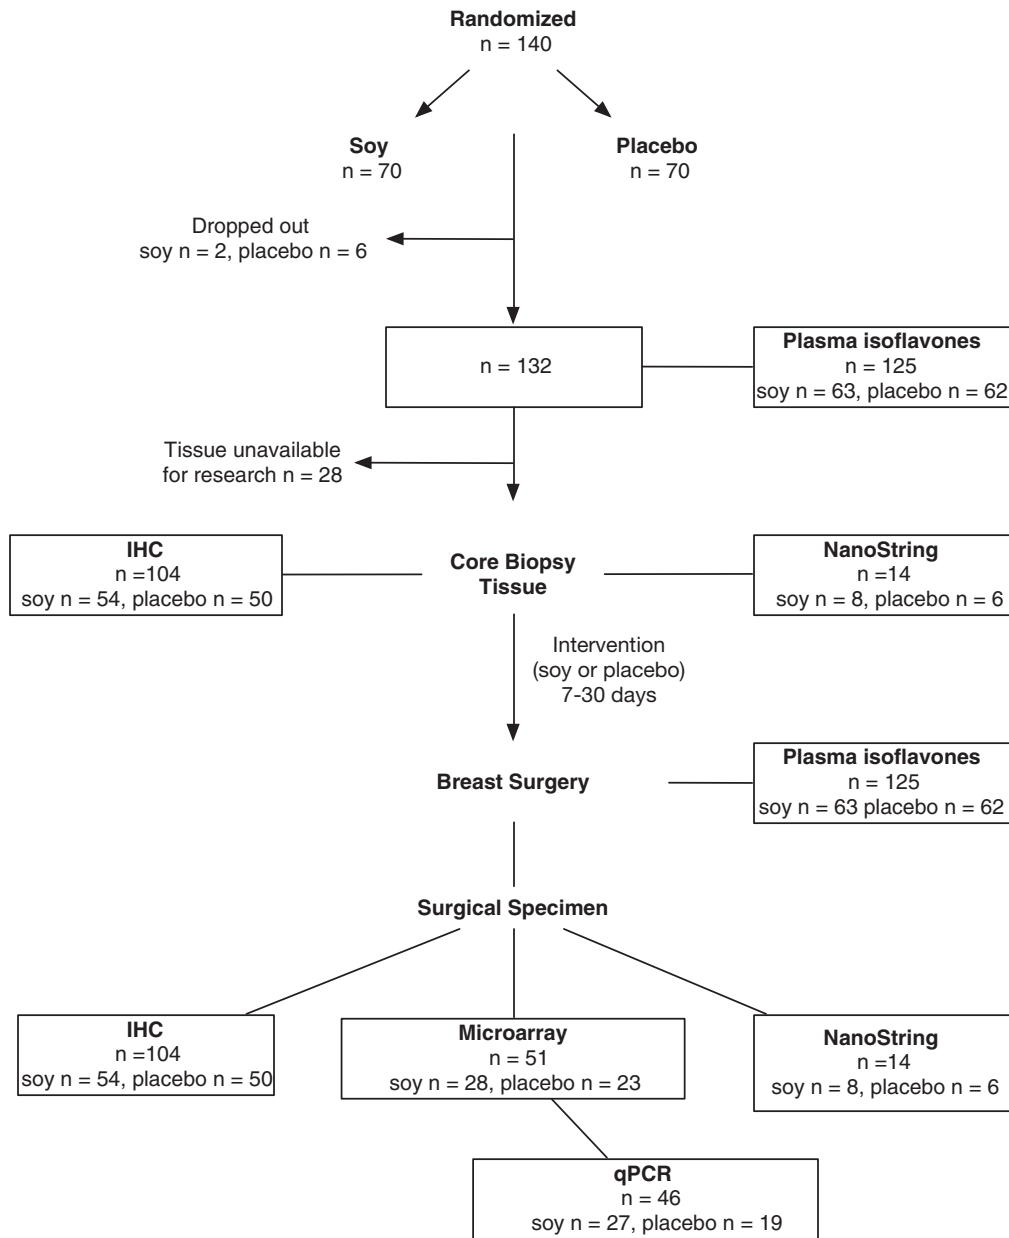 Randomized
n = 140
Soy
n = 70
Placebo
n = 70
Dropped out
soy n = 2, placebo n = 6
n = 132
Plasma isoflavones
n = 125
soy n = 63, placebo n = 62
Tissue unavailable
for research n = 28
IHC
n =104
soy n = 54, placebo n = 50
Core Biopsy
Tissue
NanoString
n =14
soy n = 8, placebo n = 6
Intervention
(soy or placebo)
7-30 days
Breast Surgery
Plasma isoflavones
n = 125
soy n = 63 placebo n = 62
Surgical Specimen
IHC
n =104
soy n = 54, placebo n = 50
Microarray
n = 51
soy n = 28, placebo n = 23
NanoString
n =14
soy n = 8, placebo n = 6
qPCR
n = 46
soy n = 27, placebo n = 19